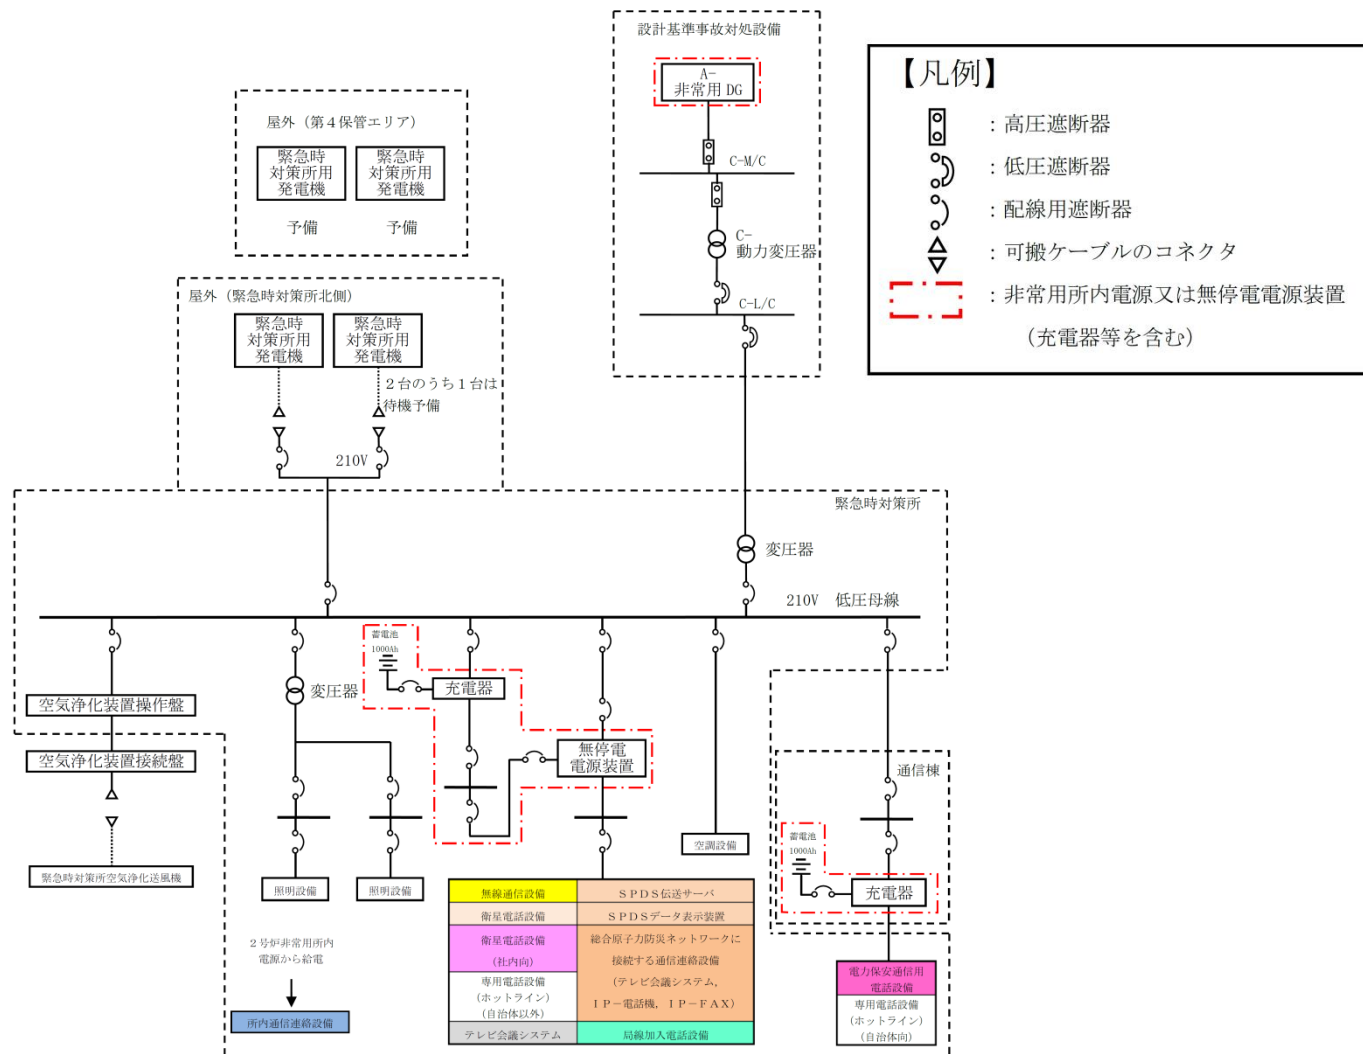 設計基準事故対処設備
A-
非常用 DG
C-M/C
C-
動力変圧器
C-L/C
【凡例】
：高圧遮断器
：低圧遮断器
：配線用遮断器
：可搬ケーブルのコネクタ
：非常用所内電源又は無停電電源装置
（充電器等を含む）
屋外（第４保管エリア）
緊急時
対策所用
発電機
緊急時
対策所用
発電機
予備
予備
屋外（緊急時対策所北側）
緊急時
対策所用
発電機
緊急時
対策所用
発電機
２台のうち１台は
待機予備
210V
緊急時対策所
変圧器
210V 低圧母線
蓄電池
1000Ah
充電器
変圧器
空気浄化装置操作盤
空気浄化装置接続盤
緊急時対策所空気浄化送風機
無停電
電源装置
照明設備
照明設備
空調設備
通信棟
蓄電池
1000Ah
充電器
無線通信設備
衛星電話設備
衛星電話設備
（社内向）
専用電話設備
（ホットライン）
（自治体以外）
テレビ会議システム
ＳＰＤＳ伝送サーバ
ＳＰＤＳデータ表示装置
総合原子力防災ネットワークに
接続する通信連絡設備
（テレビ会議システム，
ＩＰ－電話機，ＩＰ－ＦＡＸ）
局線加入電話設備
２号炉非常用所内
電源から給電
所内通信連絡設備
電力保安通信用
電話設備
専用電話設備
（ホットライン）
（自治体向）